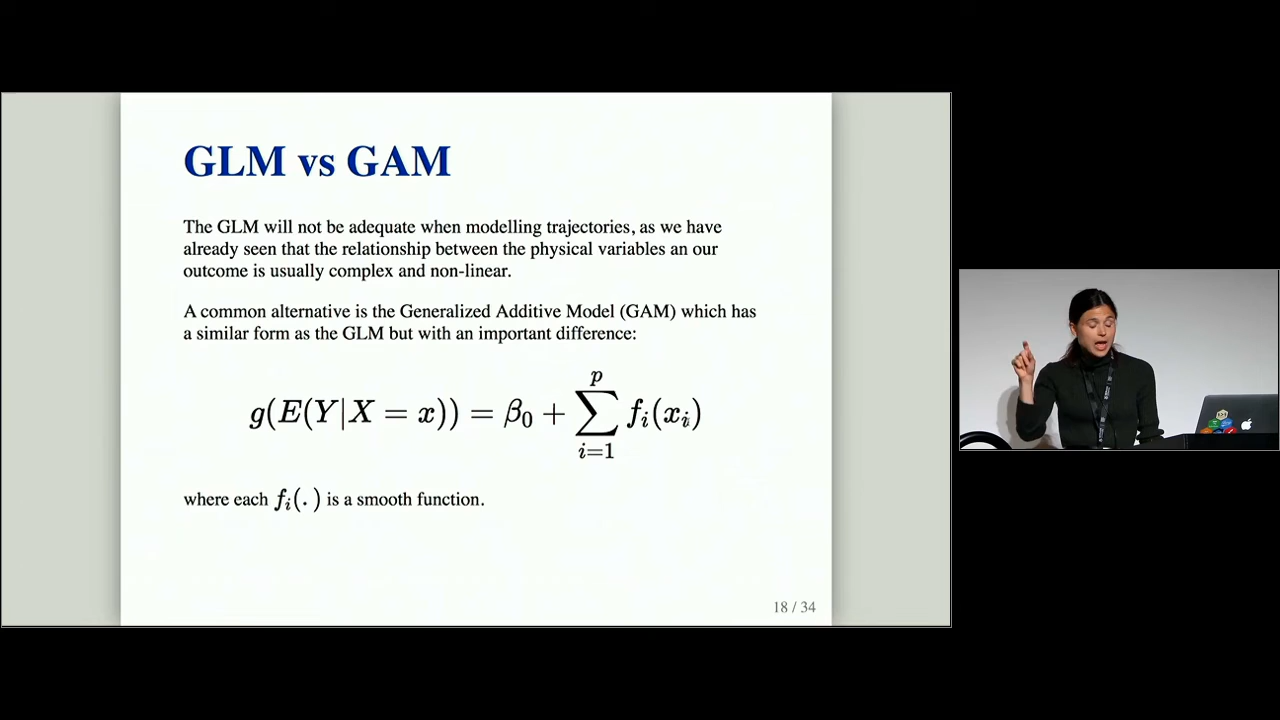 GLM vs GAM
The GLM will not be adequate when modelling trajectories, as we have
already seen that the relationship between the physical variables an our
outcome is usually complex and non-linear.
A common alternative is the Generalized Additive Model (GAM) which has
a similar form as the GLM but with an important difference:
g(E(Y|X = x)) = β₀ + ∑ᵢ₌₁ᵖ fᵢ(xᵢ)
where each fᵢ(.) is a smooth function.
18 / 34